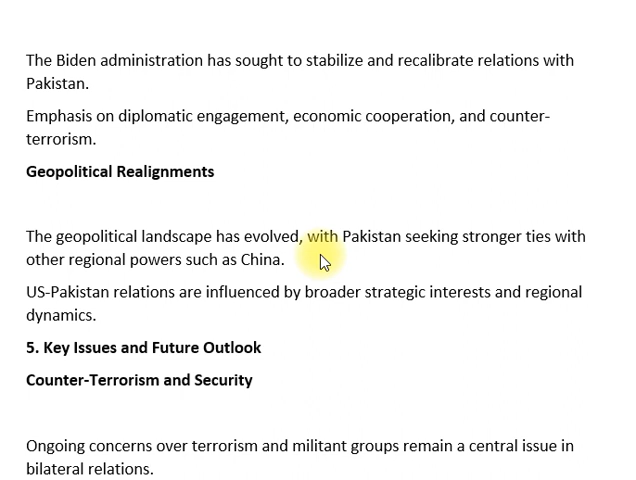 The Biden administration has sought to stabilize and recalibrate relations with
Pakistan.
Emphasis on diplomatic engagement, economic cooperation, and counter-
terrorism.
Geopolitical Realignments
The geopolitical landscape has evolved, with Pakistan seeking stronger ties with
other regional powers such as China.
US-Pakistan relations are influenced by broader strategic interests and regional
dynamics.
5. Key Issues and Future Outlook
Counter-Terrorism and Security
Ongoing concerns over terrorism and militant groups remain a central issue in
bilateral relations.